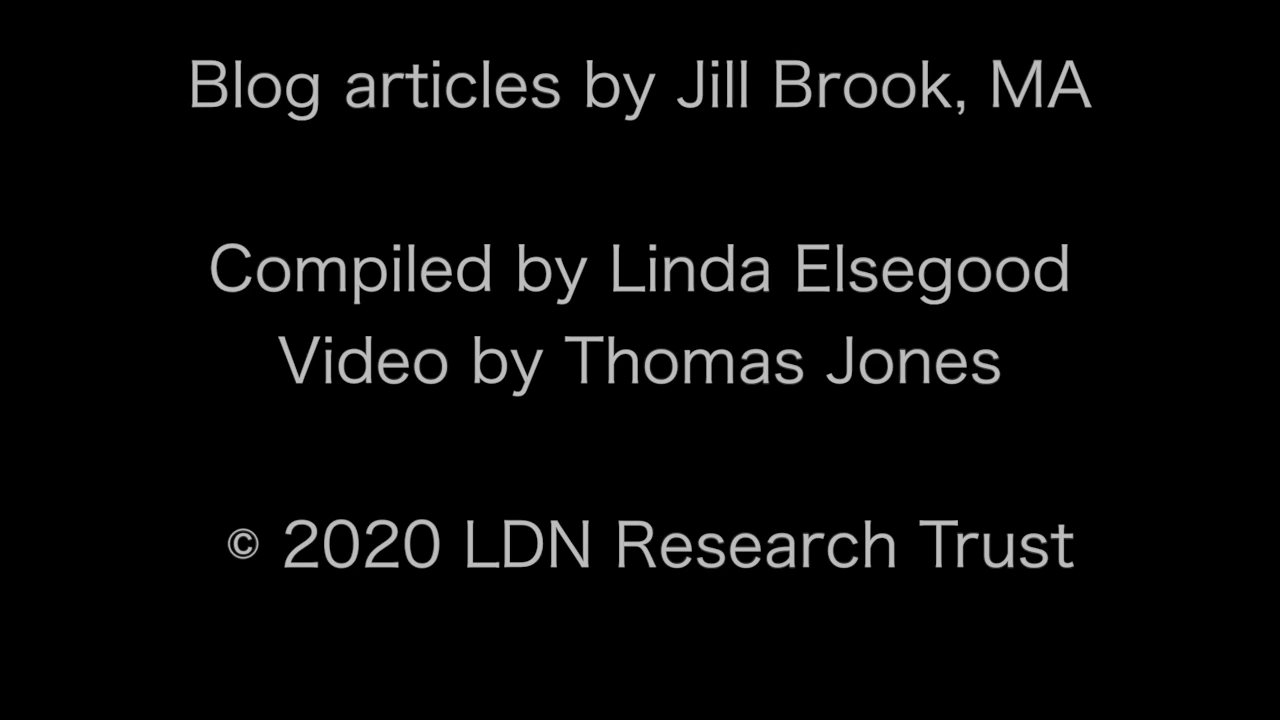 Blog articles by Jill Brook, MA
Compiled by Linda Elsegood
Video by Thomas Jones
© 2020 LDN Research Trust